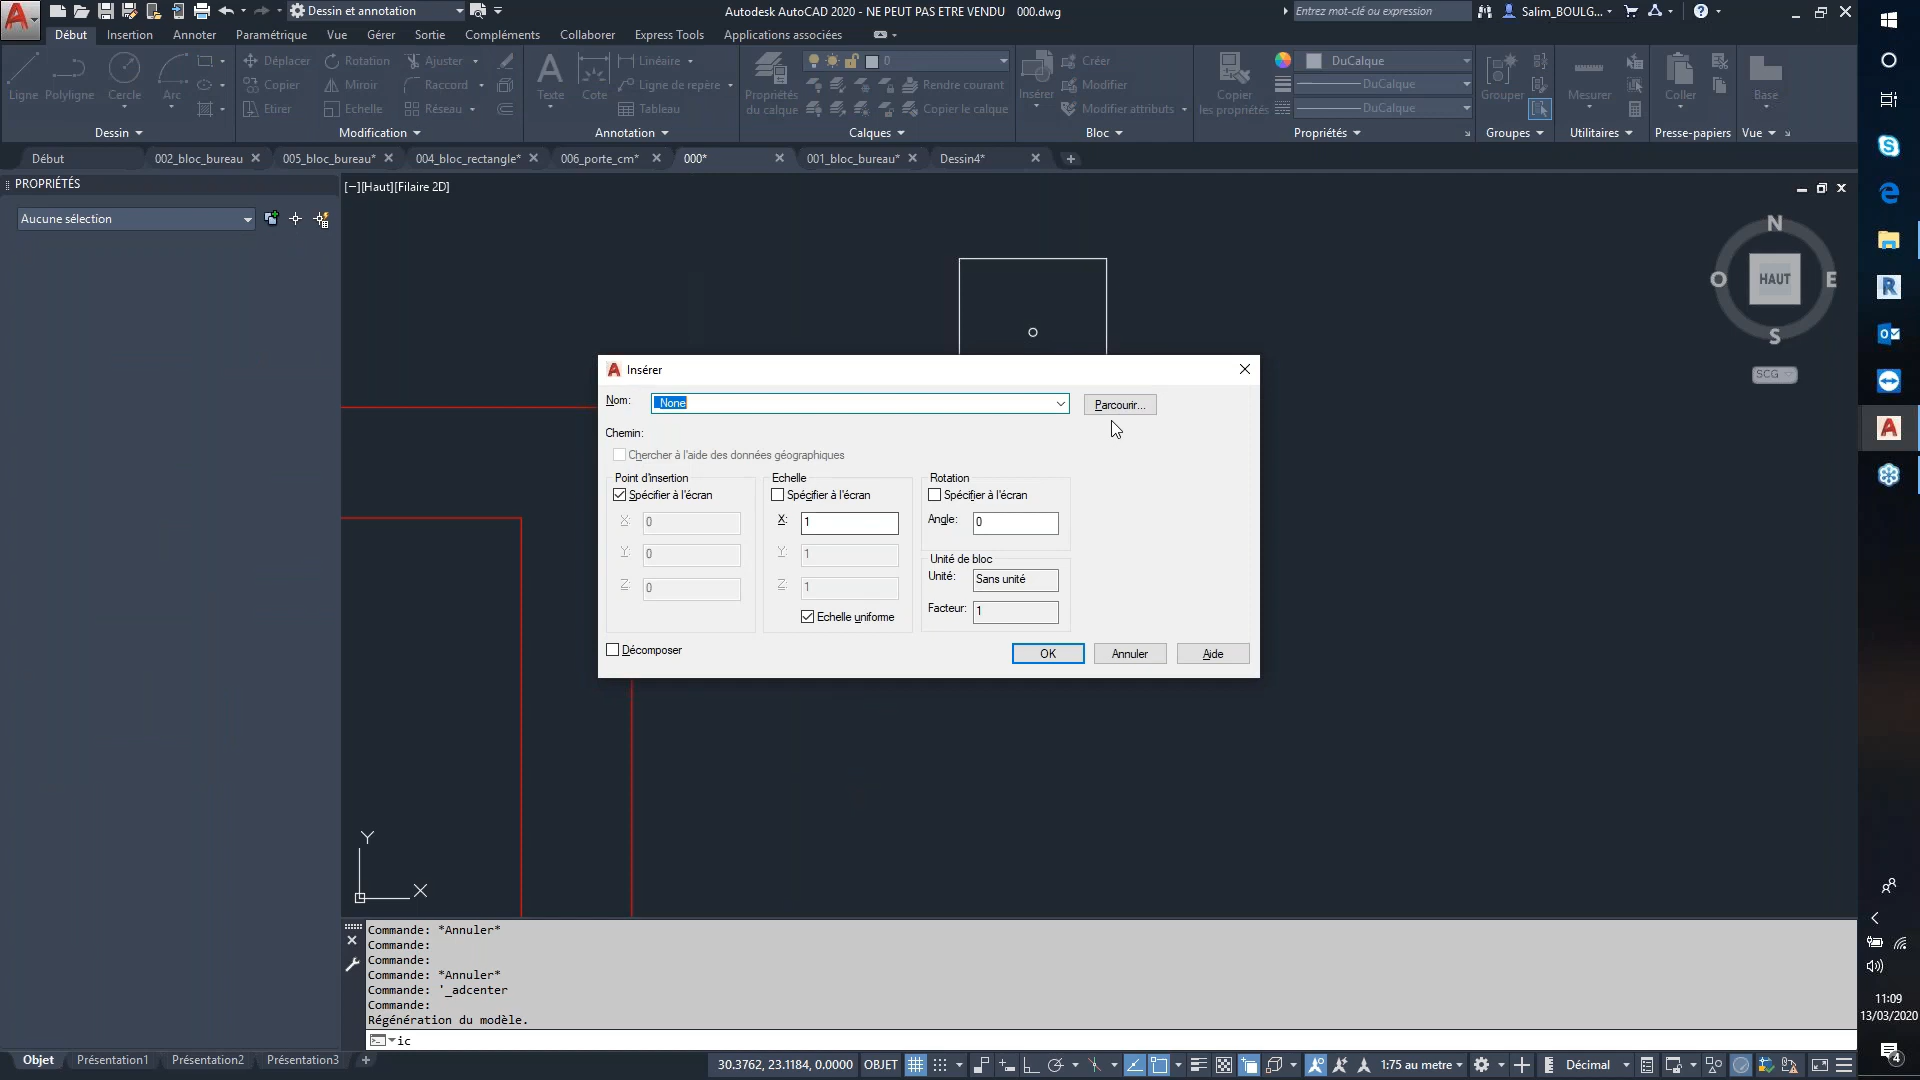 Dessin et annotation
Autodesk AutoCAD 2020 - NE PEUT PAS ETRE VENDU 000.dwg
Entrez mot-clé ou expression
Salim_BOULG...
Début Insertion Annoter Paramétrique Vue Gérer Sortie Compléments Collaborer Express Tools Applications associées
Ligne Polyligne Cercle Arc
Déplacer Rotation Ajuster
Copier Miroir Raccord
Etirer Echelle Réseau
Texte Cote
Linéaire
Ligne de repère
Tableau
Propriétés
du calque
0
Rendre courant
Copier le calque
Insérer
Créer
Modifier
Modifier attributs
Copier
les propriétés
DuCalque
DuCalque
DuCalque
Grouper
Mesurer
Coller
Base
Dessin Modification Annotation Calques Bloc Propriétés Groupes Utilitaires Presse-papiers Vue
Début 002_bloc_bureau 005_bloc_bureau* 004_bloc_rectangle* 006_porte_cm* 000* 001_bloc_bureau* Dessin4*
PROPRIÉTÉS
Aucune sélection
[−][Haut][Filaire 2D]
N
O HAUT E
S
SCG
Insérer
Nom: _None Parcourir...
Chemin:
Chercher à l'aide des données géographiques
Point d'insertion Echelle Rotation
Spécifier à l'écran Spécifier à l'écran Spécifier à l'écran
X: 0 X: 1 Angle: 0
Y: 0 Y: 1
Z: 0 Z: 1
Echelle uniforme
Unité de bloc
Unité: Sans unité
Facteur: 1
Décomposer
OK Annuler Aide
Y
X
Commande: *Annuler*
Commande:
Commande:
Commande: *Annuler*
Commande: '_adcenter
Commande:
Régénération du modèle.
ic
Objet Présentation1 Présentation2 Présentation3 +
30.3762, 23.1184, 0.0000 OBJET 1:75 au metre Décimal
11:09
13/03/2020
4